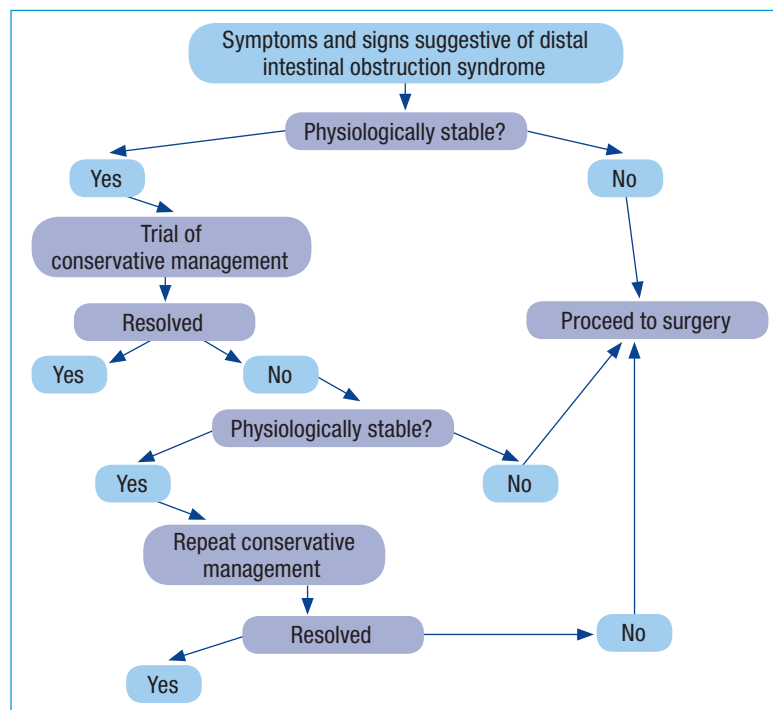 Symptoms and signs suggestive of distal
intestinal obstruction syndrome
Physiologically stable?
Yes
No
Trial of
conservative management
Proceed to surgery
Resolved
Yes
No
Physiologically stable?
Yes
No
Repeat conservative
management
Resolved
No
Yes